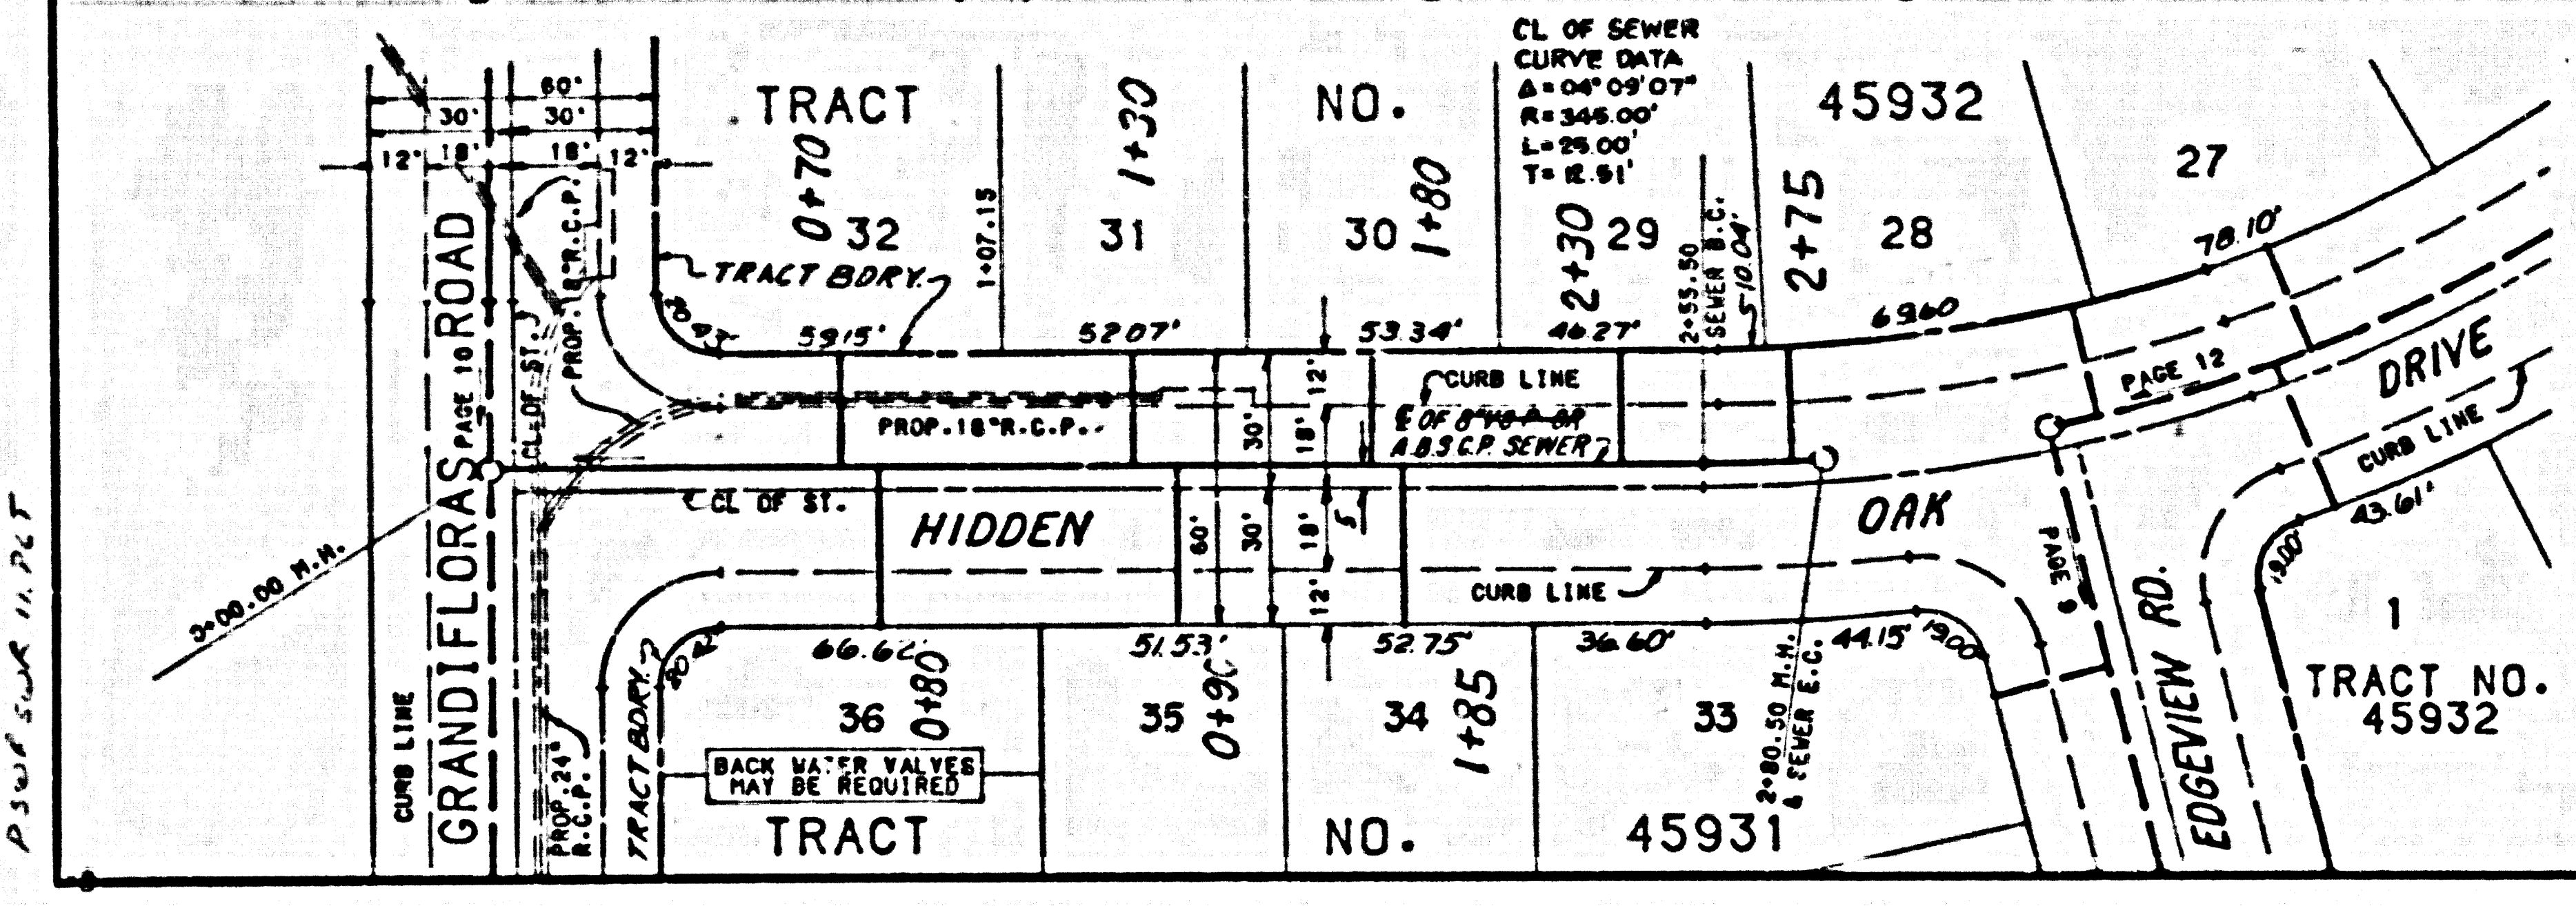 CL OF SEWER
CURVE DATA
Δ=04°09'07"
R=345.00'
L=25.00'
T=12.51'
60'
30' 30'
12' 18' 18' 12'
TRACT NO. 45932
0+70
1+30
1+80
2+30
2+75
32
31
30
29
28
27
1+07.15
2+55.50
SEWER B.C.
5-10.04'
TRACT BDRY.
PROP. 18" R.C.P.
CL OF ST.
GRANDIFLORAS ROAD
PAGE 10
59.15'
52.07'
53.34'
46.27'
69.60
78.10'
12'
30'
18'
CURB LINE
PROP. 18" R.C.P.
A.B.S.C.P. SEWER
PAGE 12
DRIVE
CURB LINE
CL OF ST.
HIDDEN
OAK
60'
30'
18'
5'
12'
CURB LINE
43.61'
19.00'
PAGE 9
EDGEVIEW RD.
1
TRACT NO.
45932
66.62'
51.53'
52.75'
36.60'
44.15'
19.00
36
0+80
35
0+90
34
1+85
33
2+80.50 M.H.
& SEWER E.C.
BACK WATER VALVES
MAY BE REQUIRED
CURB LINE
PROP. 24"
R.C.P.
TRACT BDRY.
TRACT NO. 45931